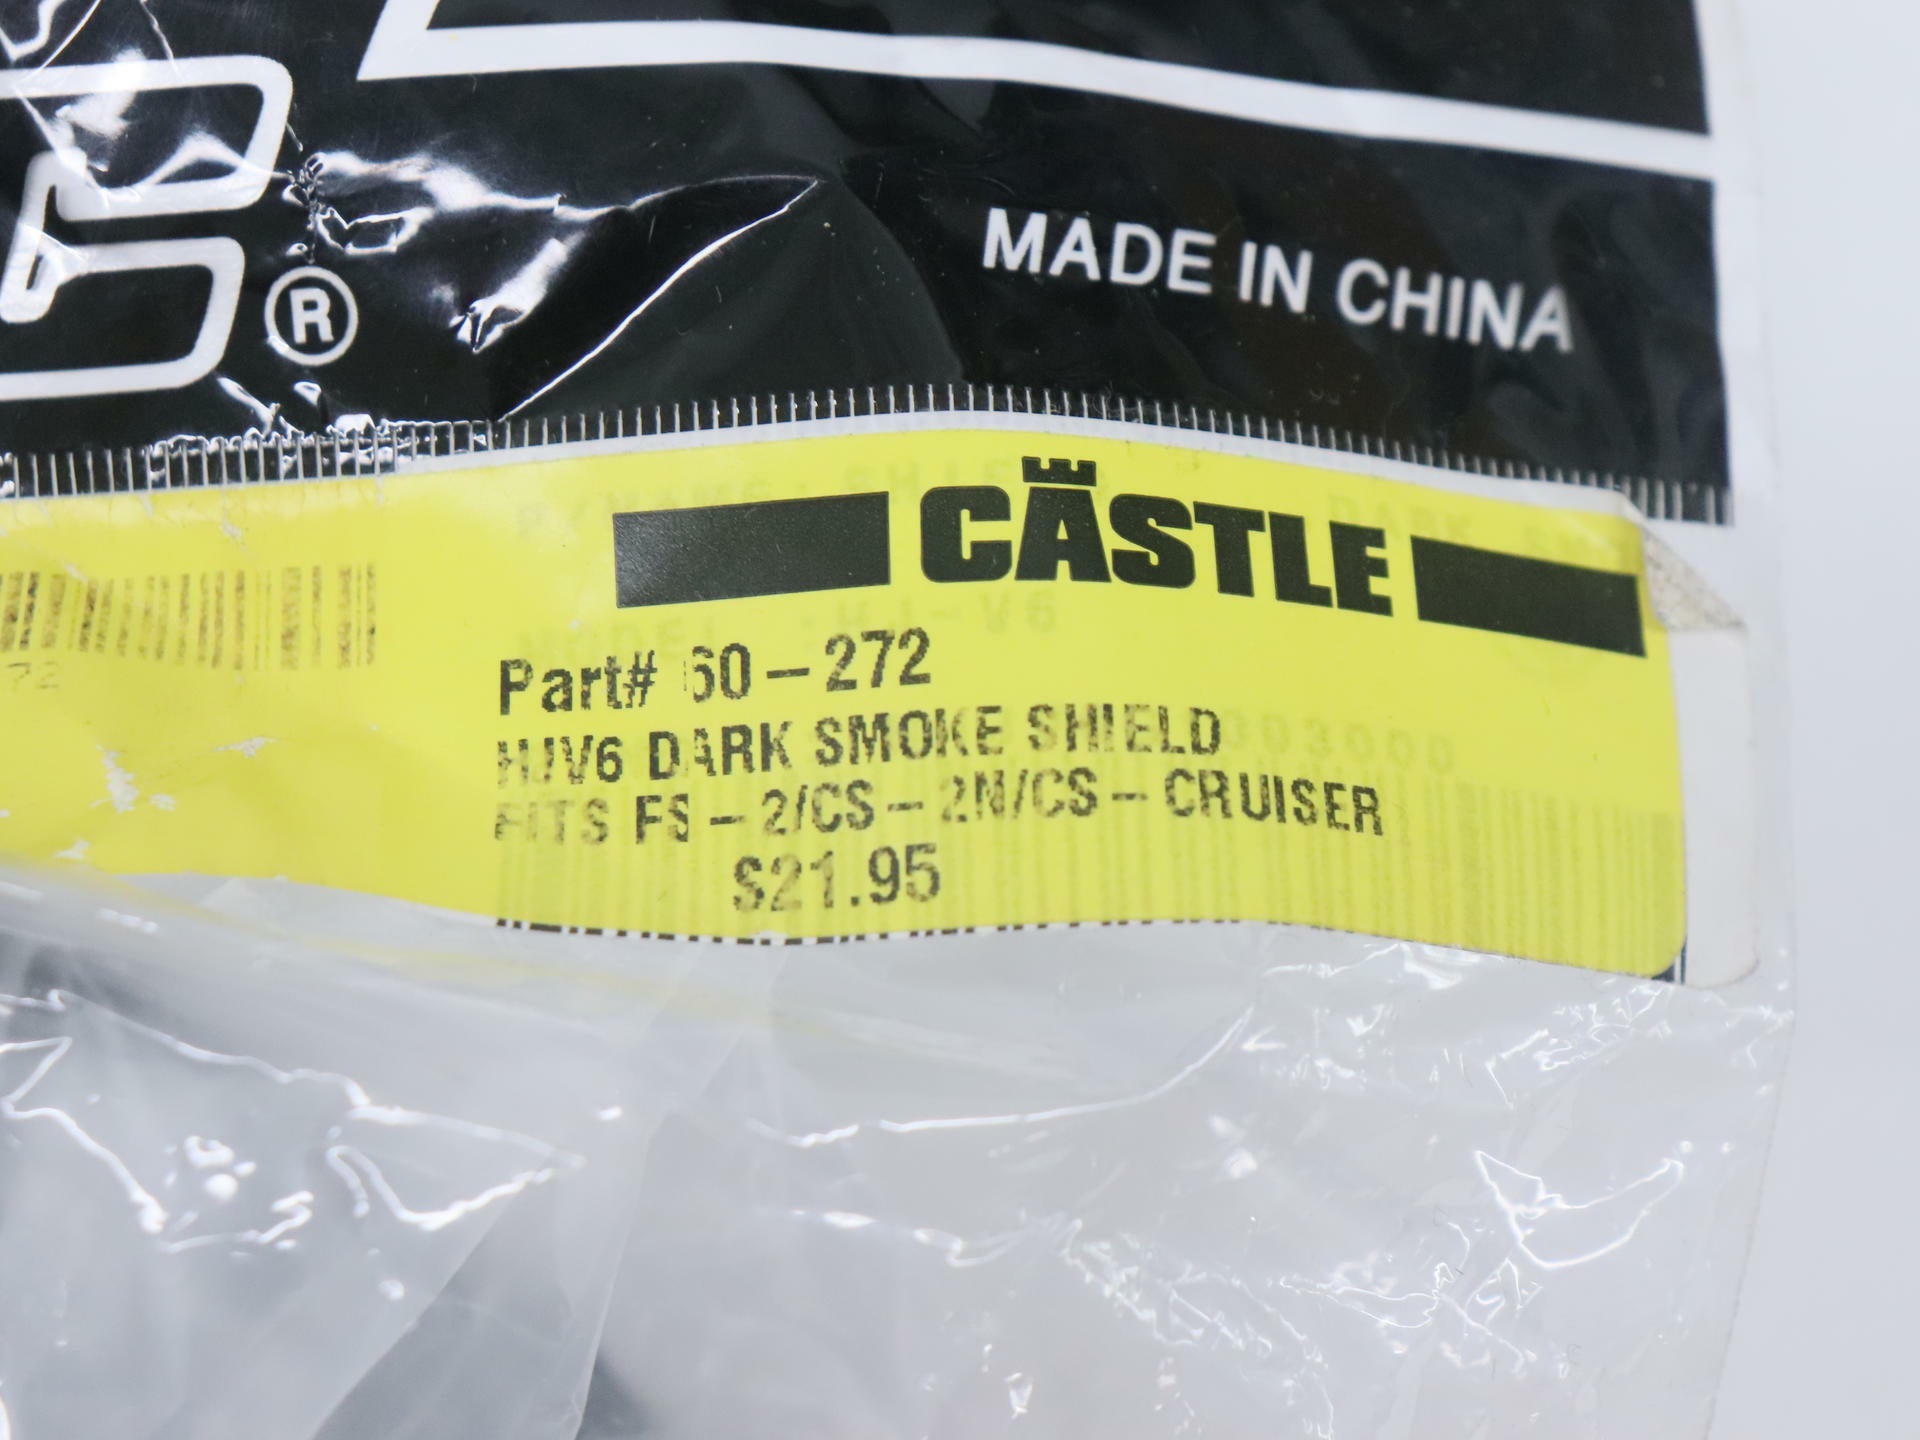 C®
MADE IN CHINA
CASTLE
72
Part# 60-272
HJV6 DARK SMOKE SHIELD
FITS FS-2/CS-2N/CS-CRUISER
$21.95